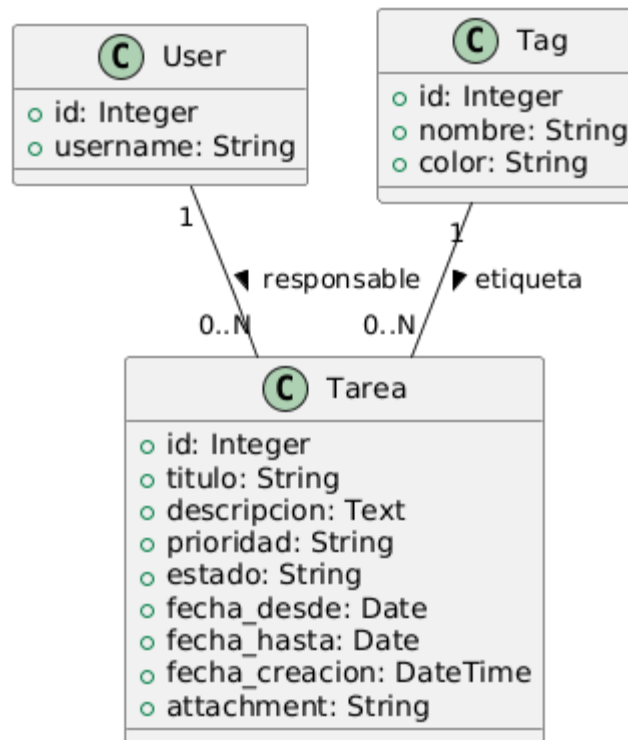 C User
+ id: Integer
+ username: String
C Tag
id: Integer
nombre: String
color: String
1
1
responsable
etiqueta
0..N
0..N
C Tarea
id: Integer
titulo: String
descripcion: Text
prioridad: String
estado: String
fecha_desde: Date
fecha_hasta: Date
fecha_creacion: DateTime
attachment: String